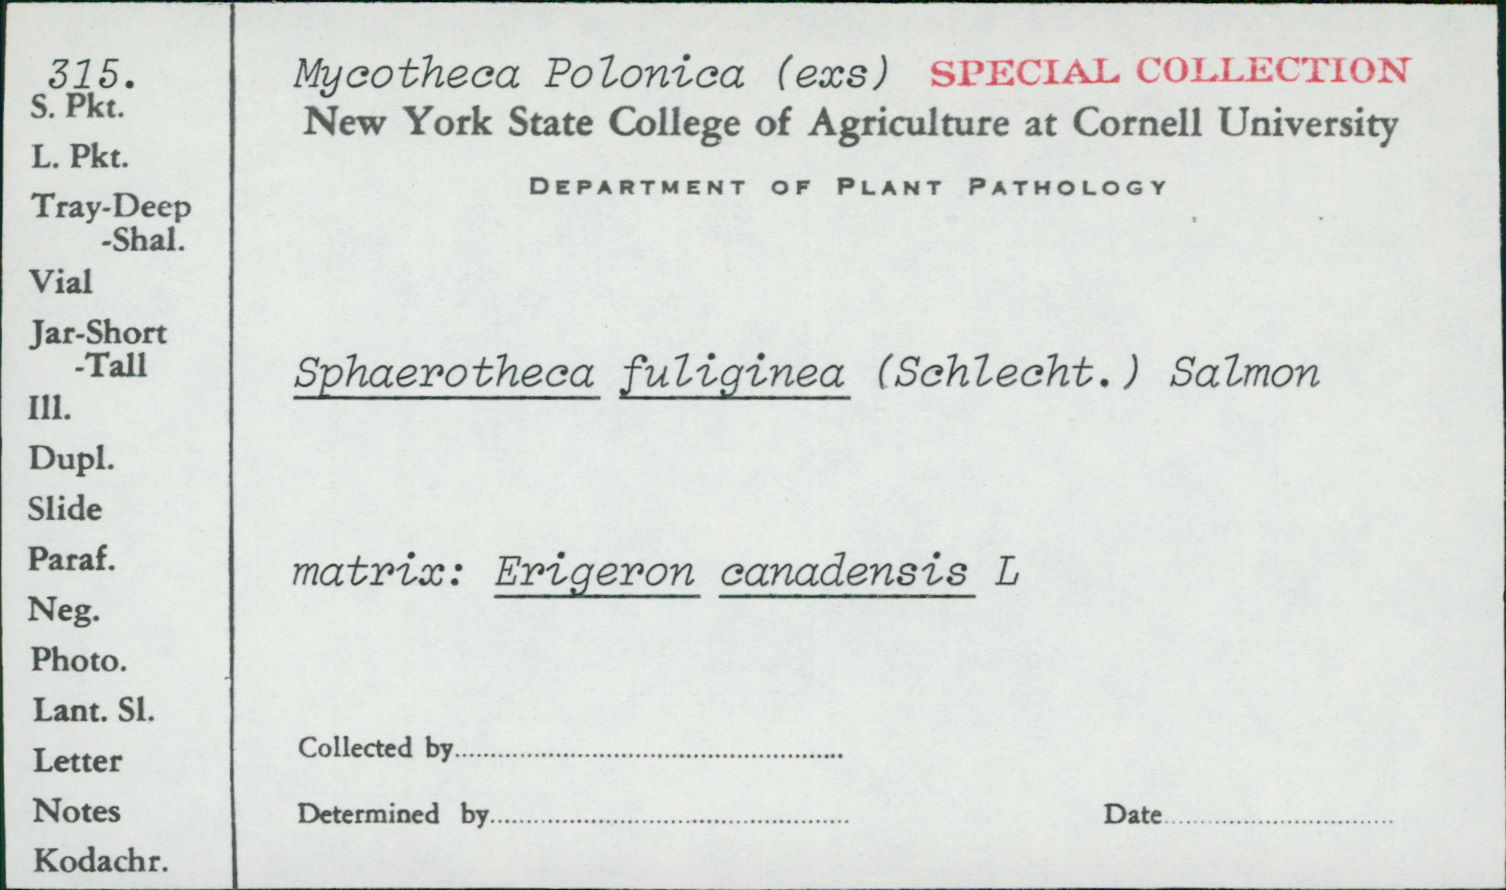 315.
S. Pkt.
L. Pkt.
Tray-Deep
-Shal.
Vial
Jar-Short
-Tall
Ill.
Dupl.
Slide
Paraf.
Neg.
Photo.
Lant. Sl.
Letter
Notes
Kodachr.
Mycotheca Polonica (exs) SPECIAL COLLECTION
New York State College of Agriculture at Cornell University
DEPARTMENT OF PLANT PATHOLOGY
Sphaerotheca fuliginea (Schlecht.) Salmon
matrix: Erigeron canadensis L
Collected by
Determined by
Date